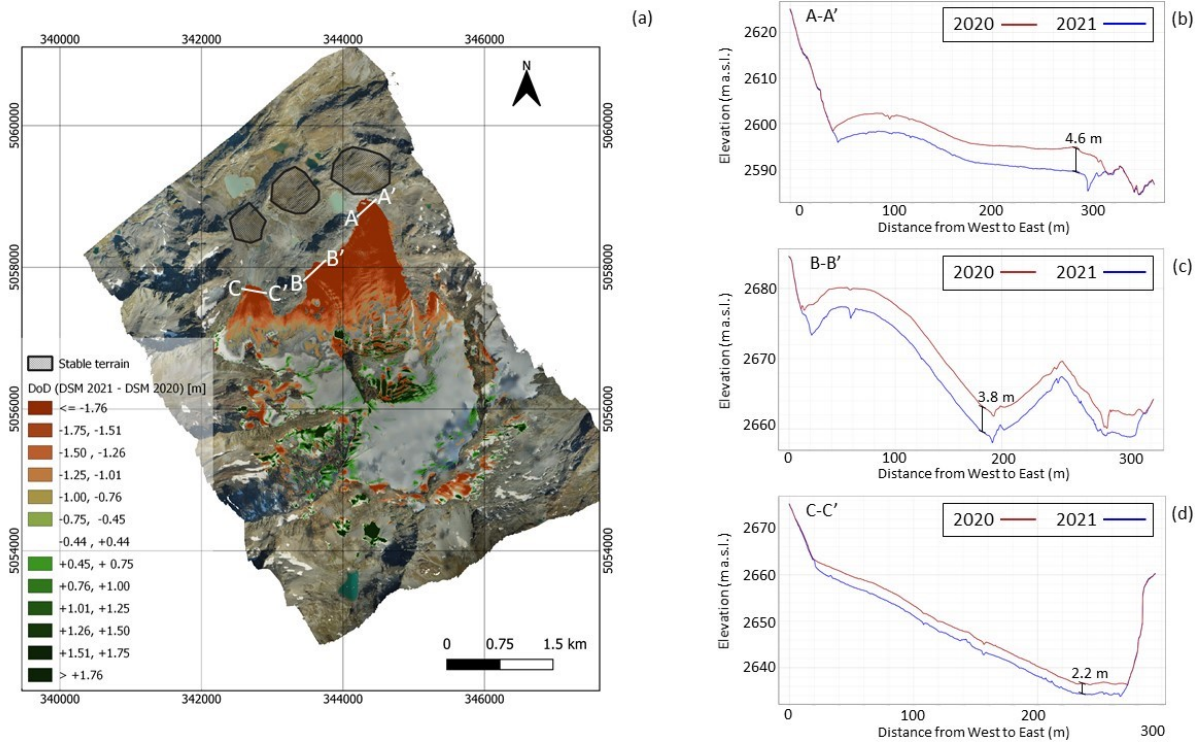 (a)
340000 342000 344000 346000
5060000
5058000
5056000
5054000
N
A A'
B B'
C C'
Stable terrain
DoD (DSM 2021 - DSM 2020) [m]
<= -1.76
-1.75, -1.51
-1.50 , -1.26
-1.25, -1.01
-1.00, -0.76
-0.75, -0.45
-0.44 , +0.44
+0.45, + 0.75
+0.76, +1.00
+1.01, +1.25
+1.26, +1.50
+1.51, +1.75
> +1.76
0 0.75 1.5 km
5060000
5058000
5056000
5054000
340000 342000 344000 346000
A-A’
2020 2021
(b)
Elevation (m a.s.l.)
2620
2610
2600
2590
4.6 m
0 100 200 300
Distance from West to East (m)
B-B’
2020 2021
(c)
Elevation (m a.s.l.)
2680
2670
2660
3.8 m
0 100 200 300
Distance from West to East (m)
C-C’
2020 2021
(d)
Elevation (m a.s.l.)
2670
2660
2650
2640
2.2 m
0 100 200 300
Distance from West to East (m)